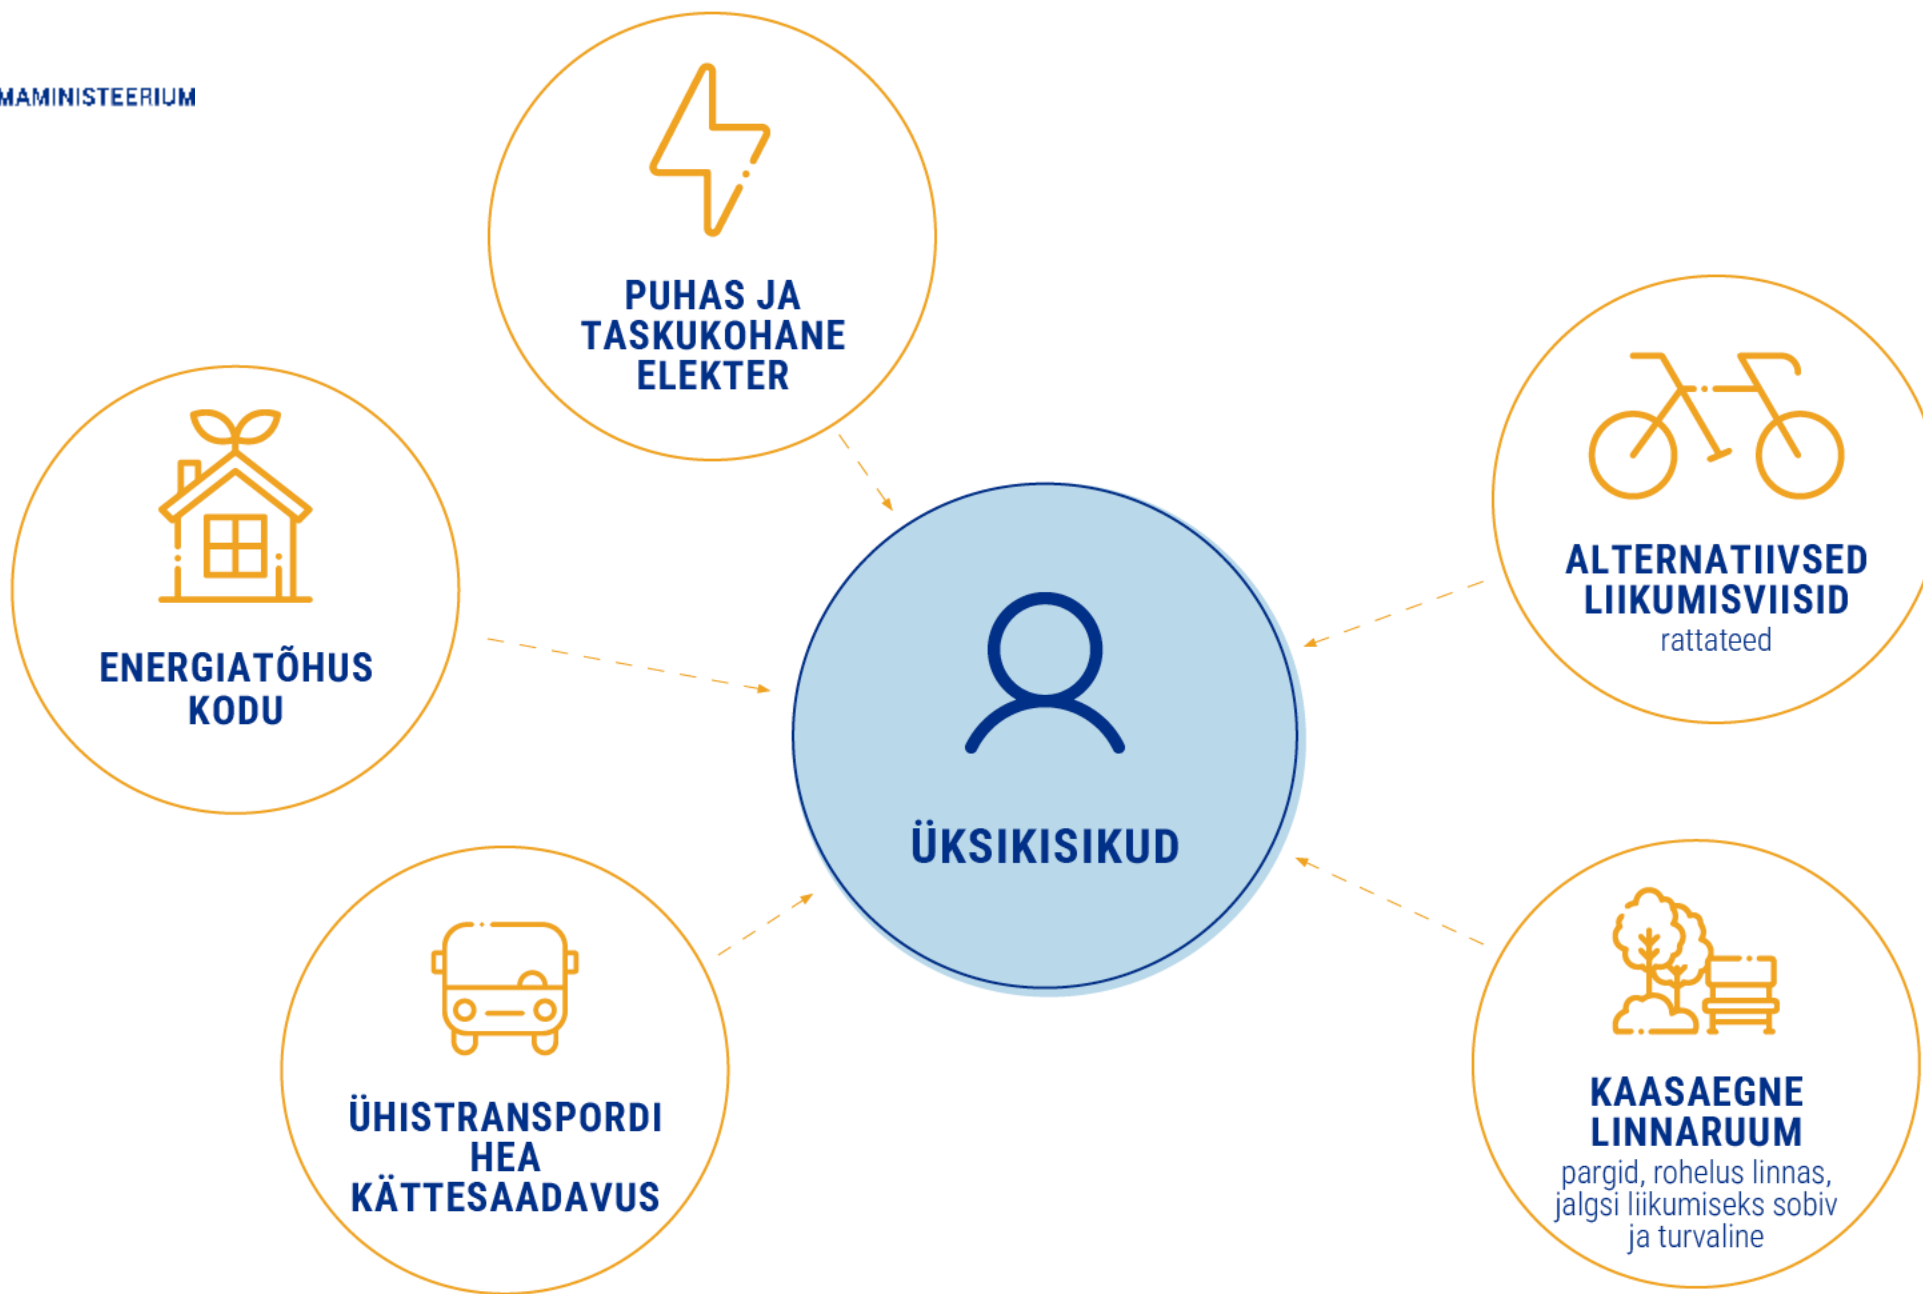 MAMINISTEERIUM
PUHAS JA
TASKUKOHANE
ELEKTER
ENERGIATÕHUS
KODU
ALTERNATIIVSED
LIIKUMISVIISID
rattateed
ÜKSIKISIKUD
ÜHISTRANSPORDI
HEA
KÄTTESAADAVUS
KAASAEGNE
LINNARUUM
pargid, rohelus linnas,
jalgsi liikumiseks sobiv
ja turvaline